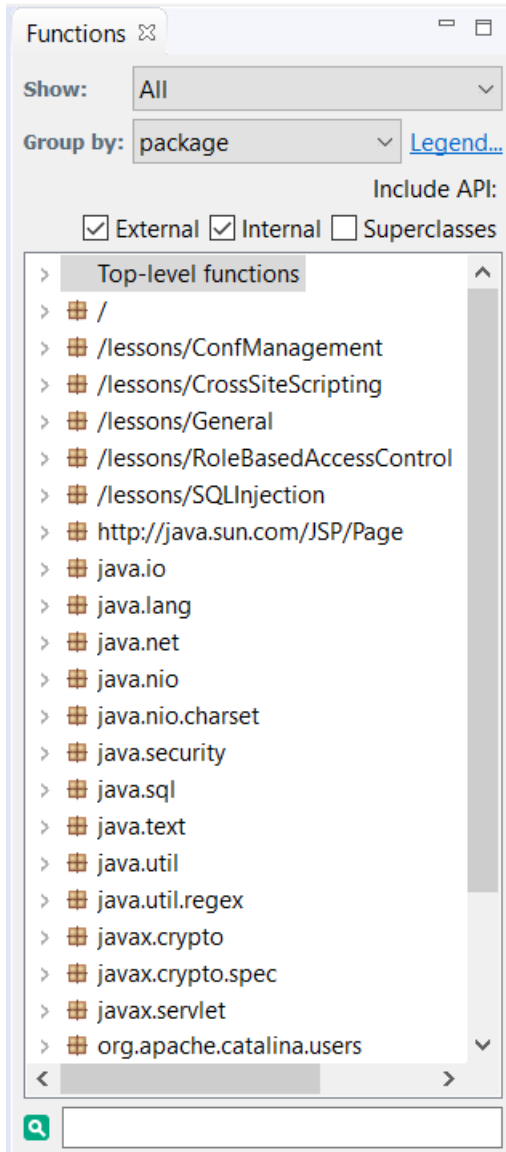 Functions
Show: All
Group by: package Legend...
Include API:
External Internal Superclasses
Top-level functions
/
/lessons/ConfManagement
/lessons/CrossSiteScripting
/lessons/General
/lessons/RoleBasedAccessControl
/lessons/SQLInjection
http://java.sun.com/JSP/Page
java.io
java.lang
java.net
java.nio
java.nio.charset
java.security
java.sql
java.text
java.util
java.util.regex
javax.crypto
javax.crypto.spec
javax.servlet
org.apache.catalina.users